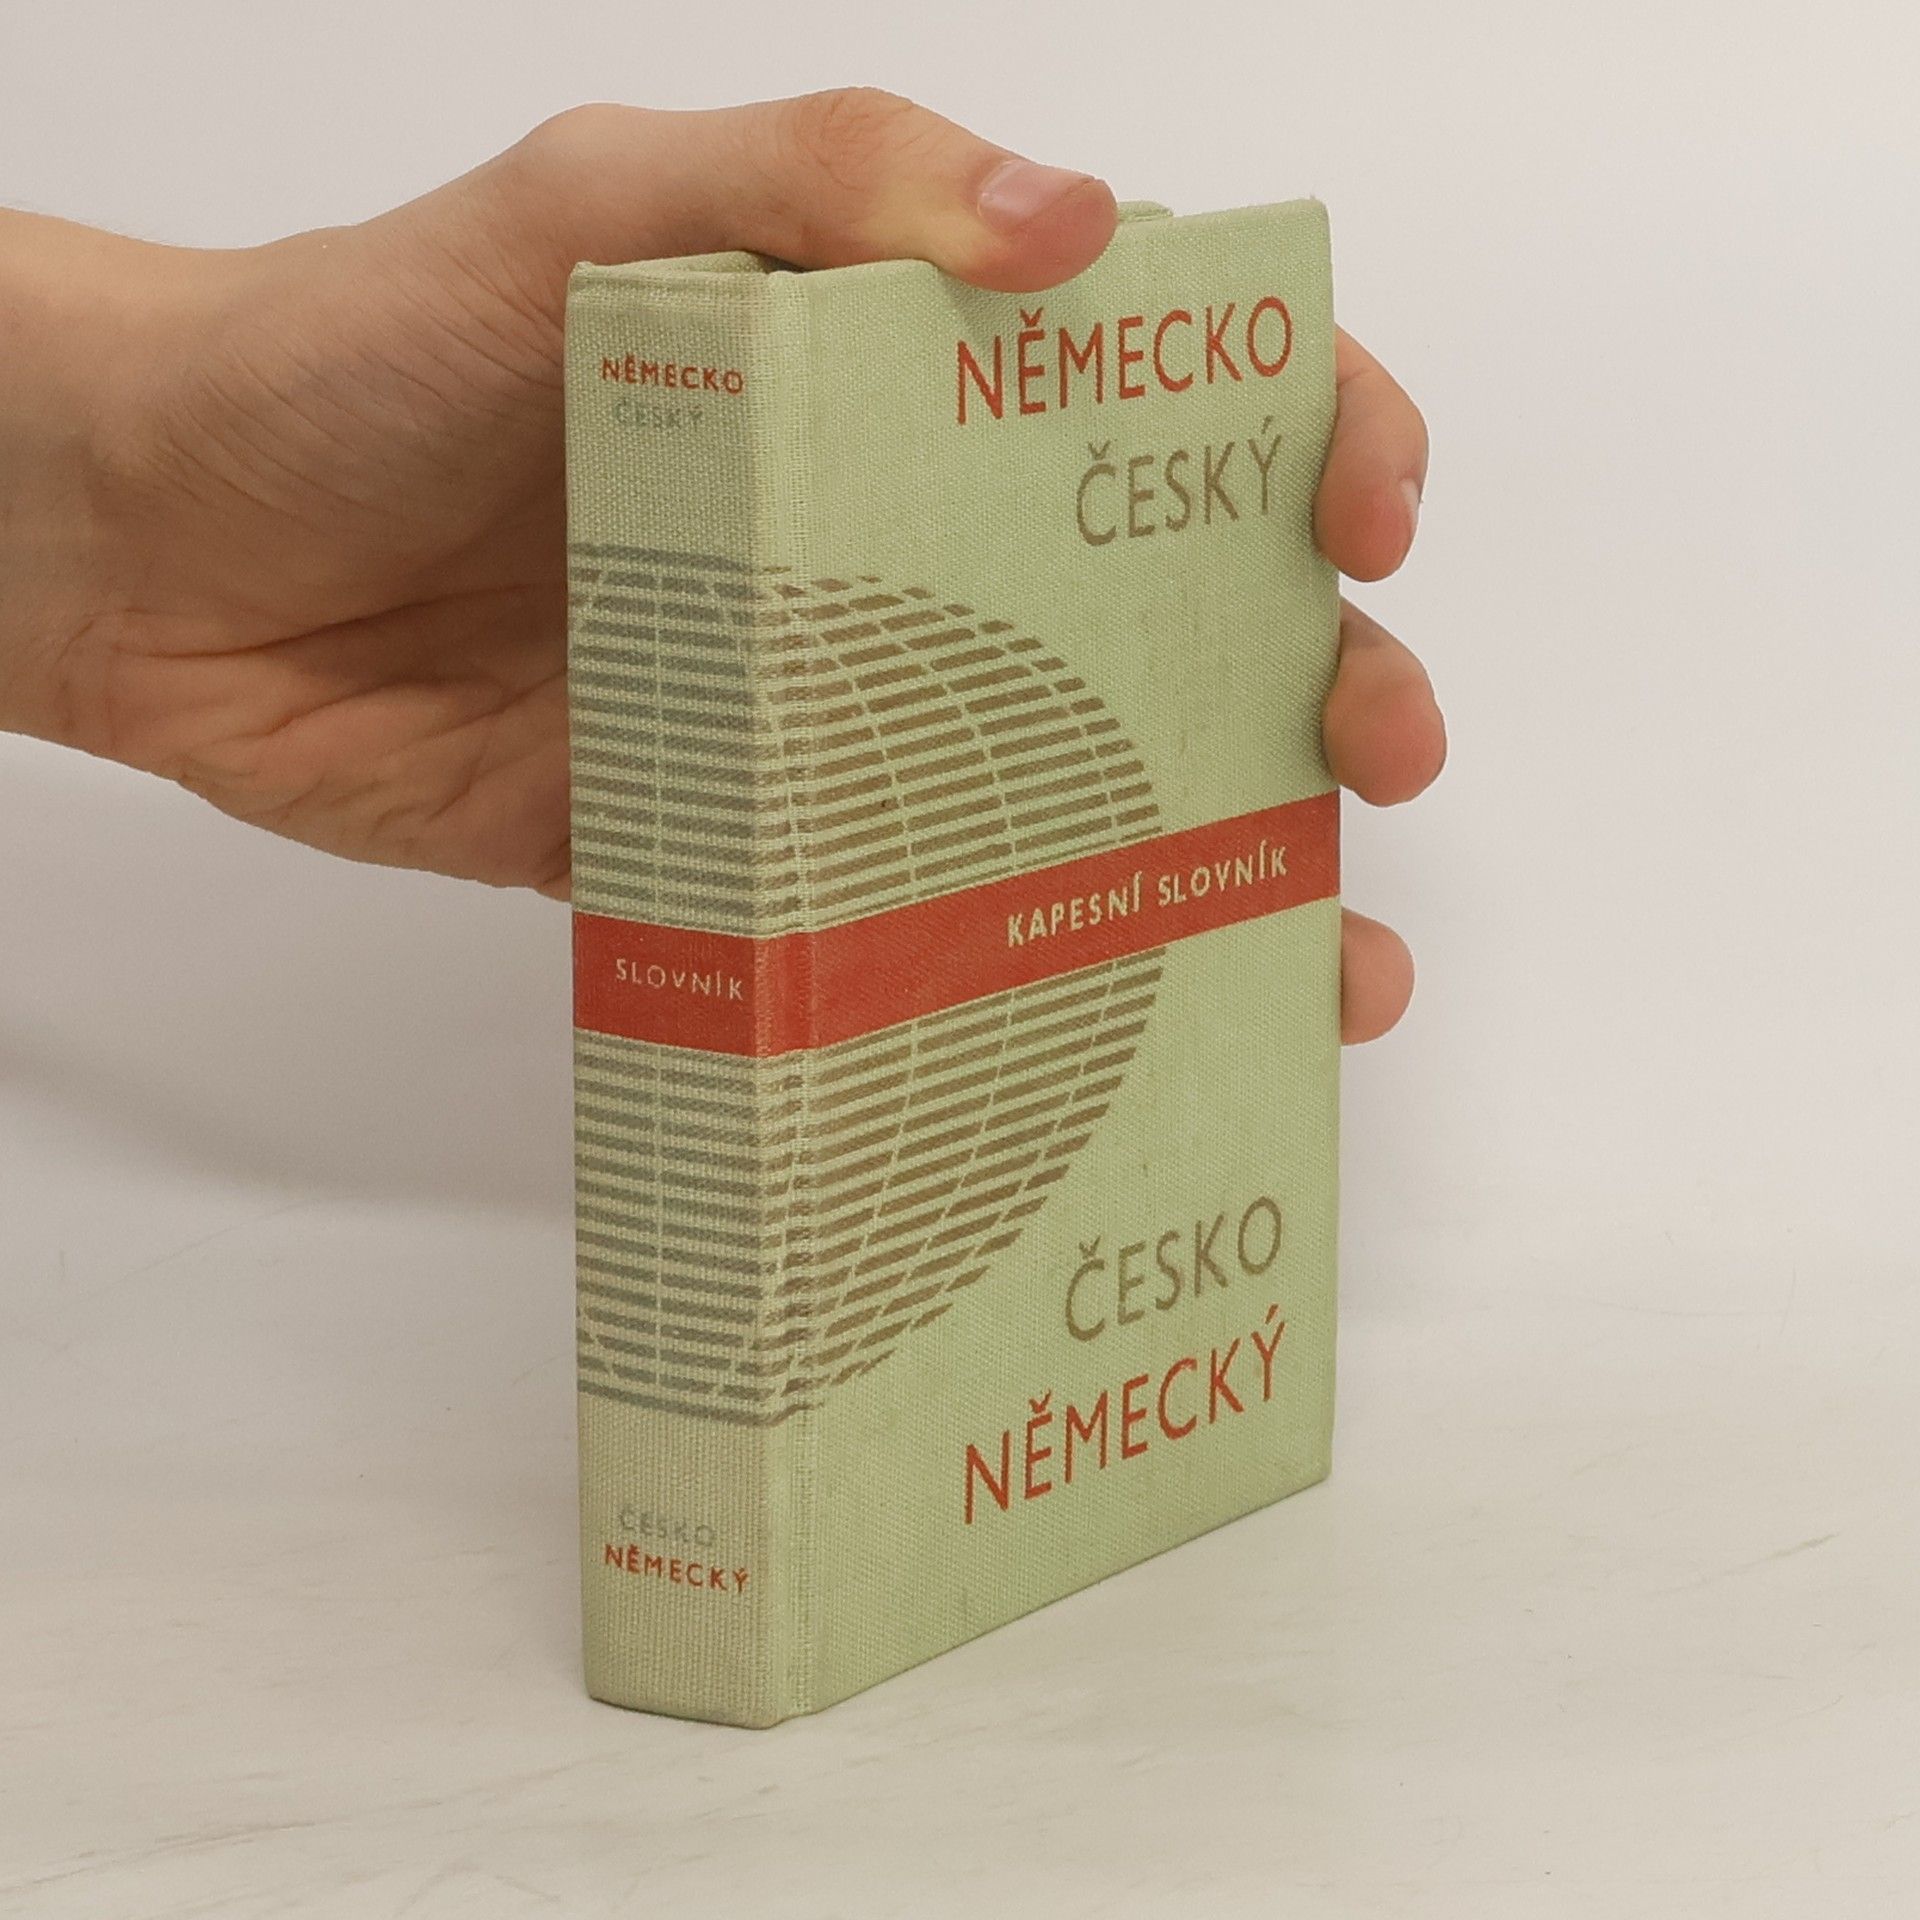 NĚMECKO
ČESKÝ
SLOVNÍK
ČESKO
NĚMECKÝ
NĚMECKO
ČESKÝ
KAPESNÍ SLOVNÍK
ČESKO
NĚMECKÝ